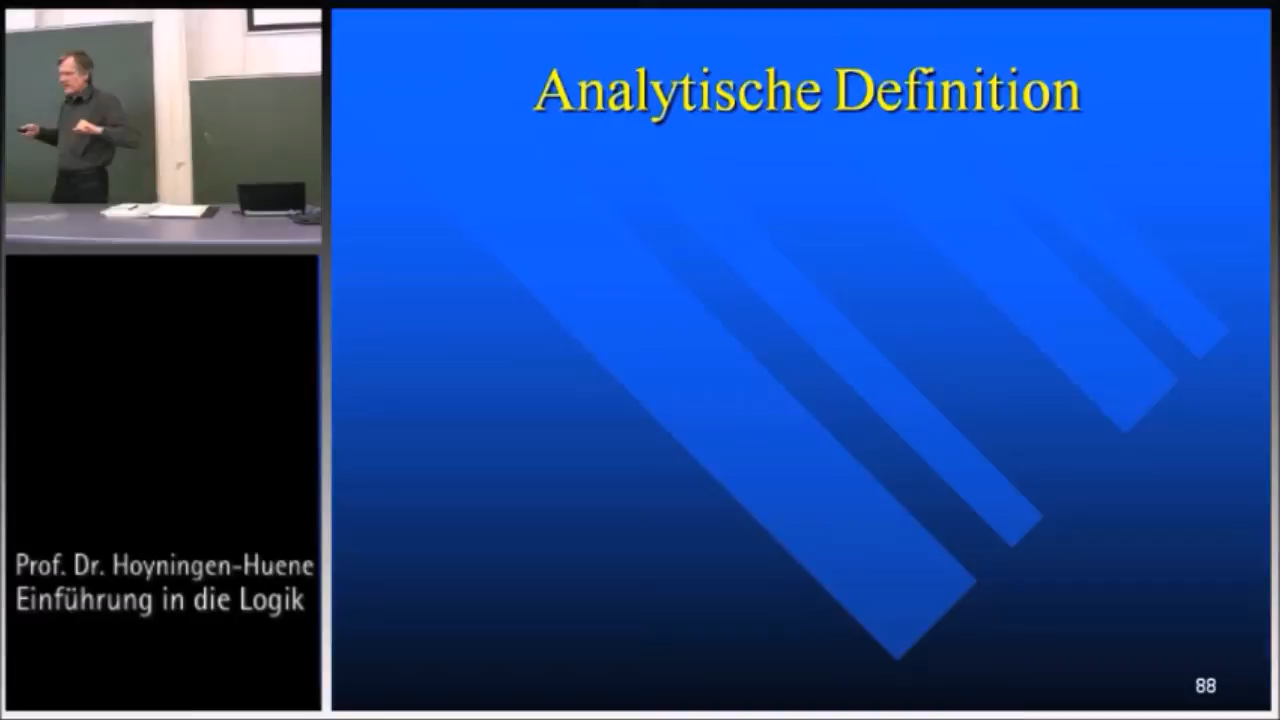 Analytische Definition
Prof. Dr. Hoyningen-Huene
Einführung in die Logik
88